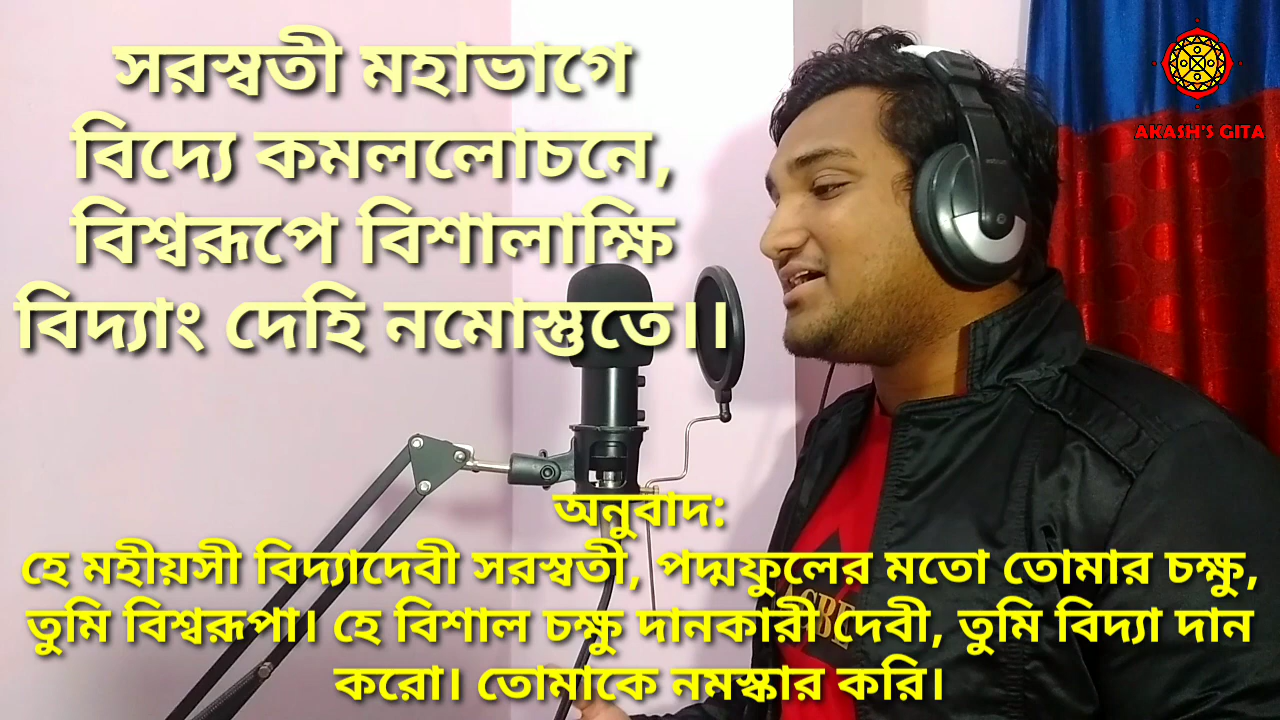 সরস্বতী মহাভাগে
বিদ্যে কমললোচনে,
বিশ্বরূপে বিশালাক্ষি
বিদ্যাং দেহি নমোস্তুতে।।
AKASH'S GITA
অনুবাদ:
হে মহীয়সী বিদ্যাদেবী সরস্বতী, পদ্মফুলের মতো তোমার চক্ষু,
তুমি বিশ্বরূপা। হে বিশাল চক্ষু দানকারী দেবী, তুমি বিদ্যা দান
করো। তোমাকে নমস্কার করি।